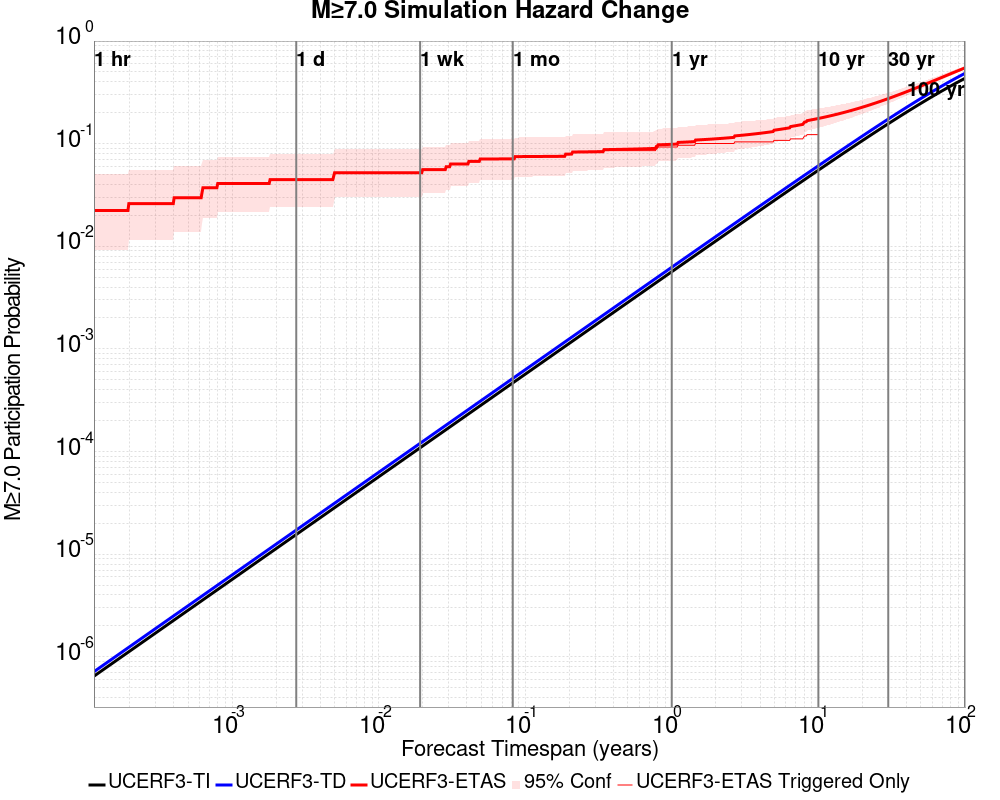 M≥7.0 Simulation Hazard Change
10^0
1 hr
1 d
1 wk
1 mo
1 yr
10 yr
30 yr
100 yr
10^-1
10^-2
10^-3
10^-4
10^-5
10^-6
M≥7.0 Participation Probability
10^-3
10^-2
10^-1
10^0
10^1
10^2
Forecast Timespan (years)
UCERF3-TI UCERF3-TD UCERF3-ETAS 95% Conf UCERF3-ETAS Triggered Only